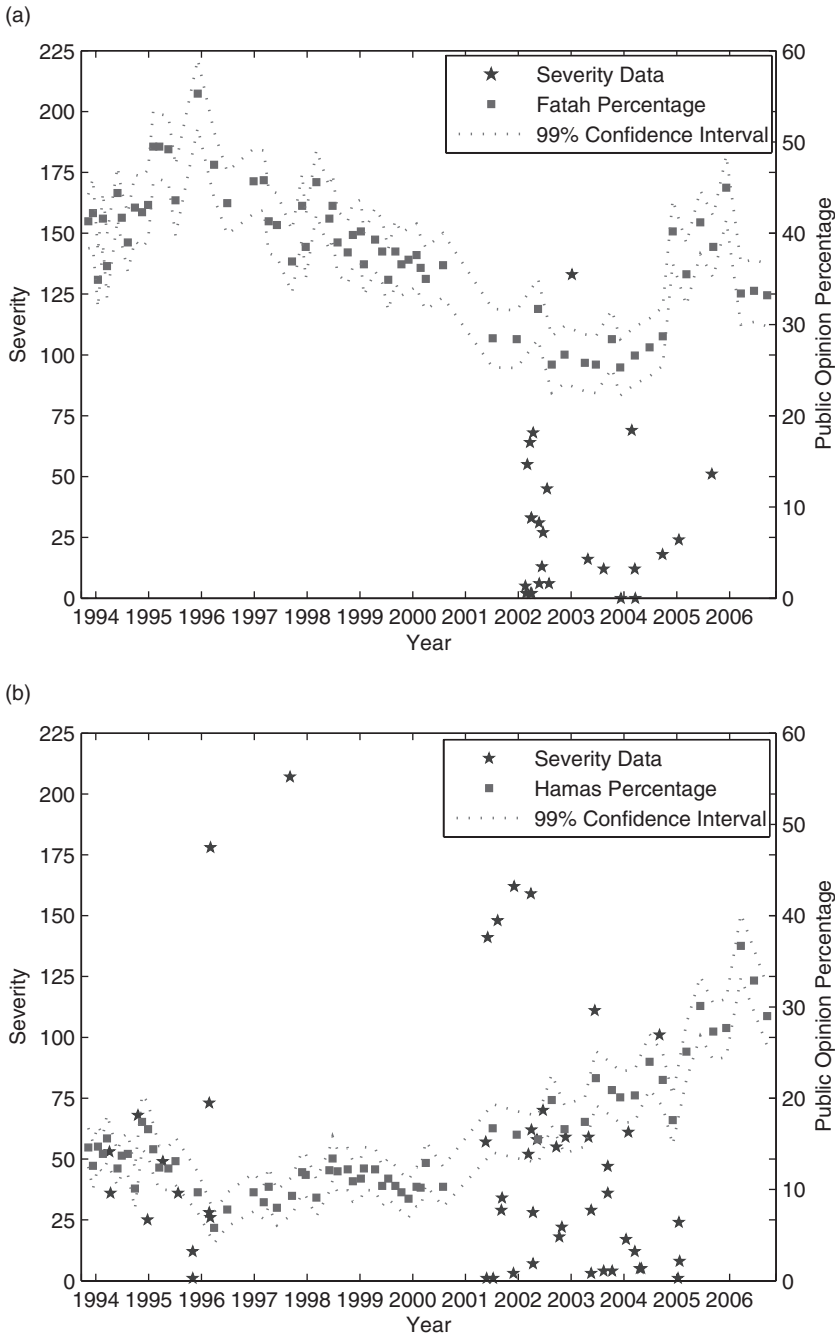 (a)
225
200
175
150
125
100
75
50
25
0
Severity
60
50
40
30
20
10
0
Public Opinion Percentage
Severity Data
Fatah Percentage
99% Confidence Interval
1994 1995 1996 1997 1998 1999 2000 2001 2002 2003 2004 2005 2006
Year
(b)
225
200
175
150
125
100
75
50
25
0
Severity
60
50
40
30
20
10
0
Public Opinion Percentage
Severity Data
Hamas Percentage
99% Confidence Interval
1994 1995 1996 1997 1998 1999 2000 2001 2002 2003 2004 2005 2006
Year